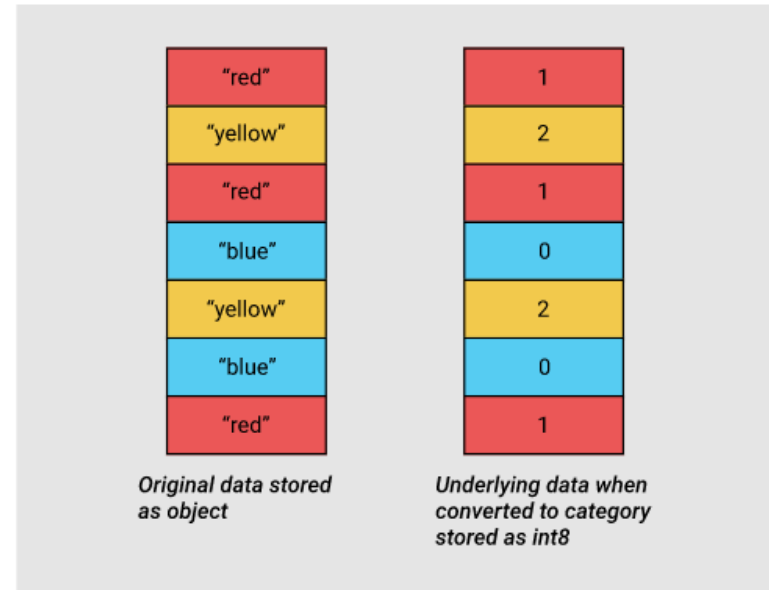 “red”
“yellow”
“red”
“blue”
“yellow”
“blue”
“red”
Original data stored
as object
1
2
1
0
2
0
1
Underlying data when
converted to category
stored as int8